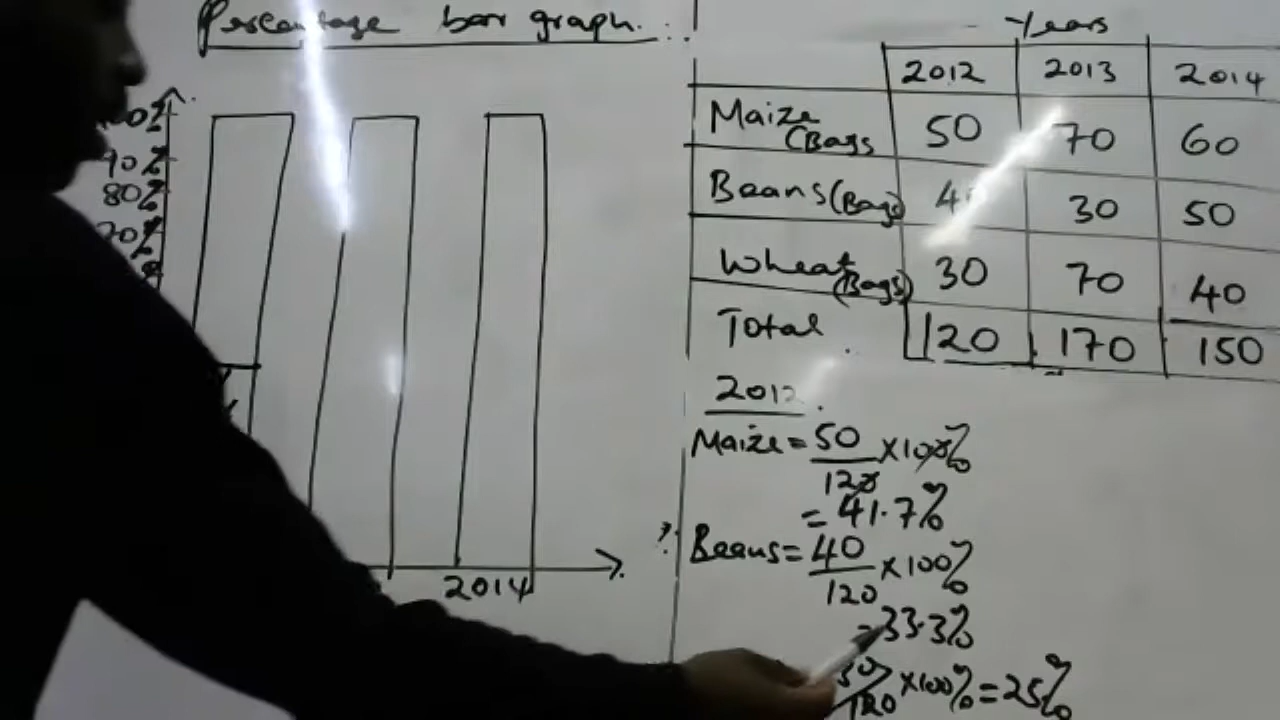 Percentage bar graph.
100%
90%
80%
70%
2014
Years
2012 2013 2014
Maize (Bags 50 70 60
Beans (Bags) 30 50
Wheat (Bags) 30 70 40
Total 120 170 150
2012
Maize = 50/120 ×100%
= 41.7%
Beans = 40/120 ×100%
= 33.3%
30/120 ×100% = 25%